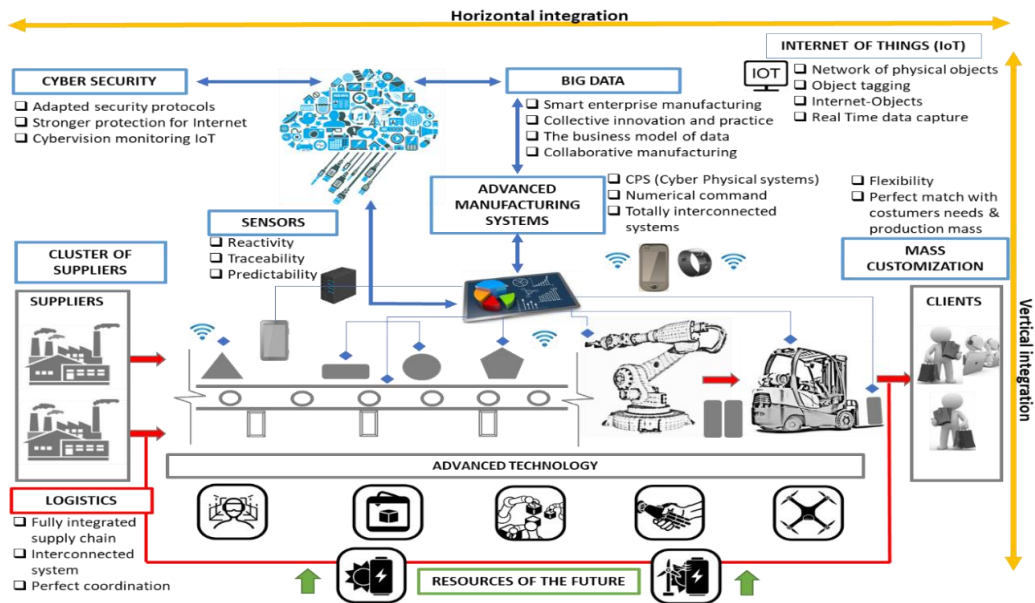 Horizontal integration
INTERNET OF THINGS (IoT)
IOT
Network of physical objects
Object tagging
Internet-Objects
Real Time data capture
CYBER SECURITY
Adapted security protocols
Stronger protection for Internet
Cybervision monitoring IoT
BIG DATA
Smart enterprise manufacturing
Collective innovation and practice
The business model of data
Collaborative manufacturing
ADVANCED
MANUFACTURING
SYSTEMS
CPS (Cyber Physical systems)
Numerical command
Totally interconnected
systems
Flexibility
Perfect match with
costumers needs &
production mass
SENSORS
Reactivity
Traceability
Predictability
CLUSTER OF
SUPPLIERS
MASS
CUSTOMIZATION
SUPPLIERS
CLIENTS
Vertical integration
ADVANCED TECHNOLOGY
LOGISTICS
Fully integrated
supply chain
Interconnected
system
Perfect coordination
RESOURCES OF THE FUTURE